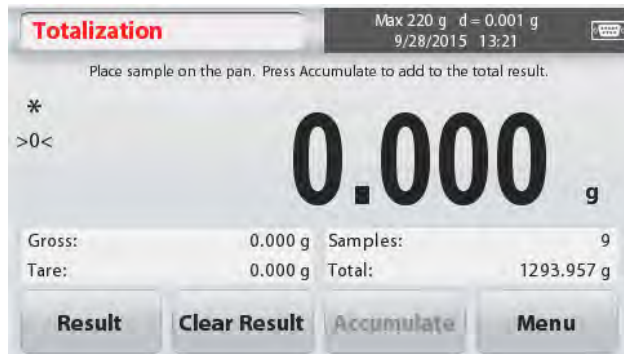 Totalization
Max 220 g d = 0.001 g
9/28/2015 13:21
Place sample on the pan. Press Accumulate to add to the total result.
*
>0<
0.000 g
Gross: 0.000 g Samples: 9
Tare: 0.000 g Total: 1293.957 g
Result Clear Result Accumulate Menu